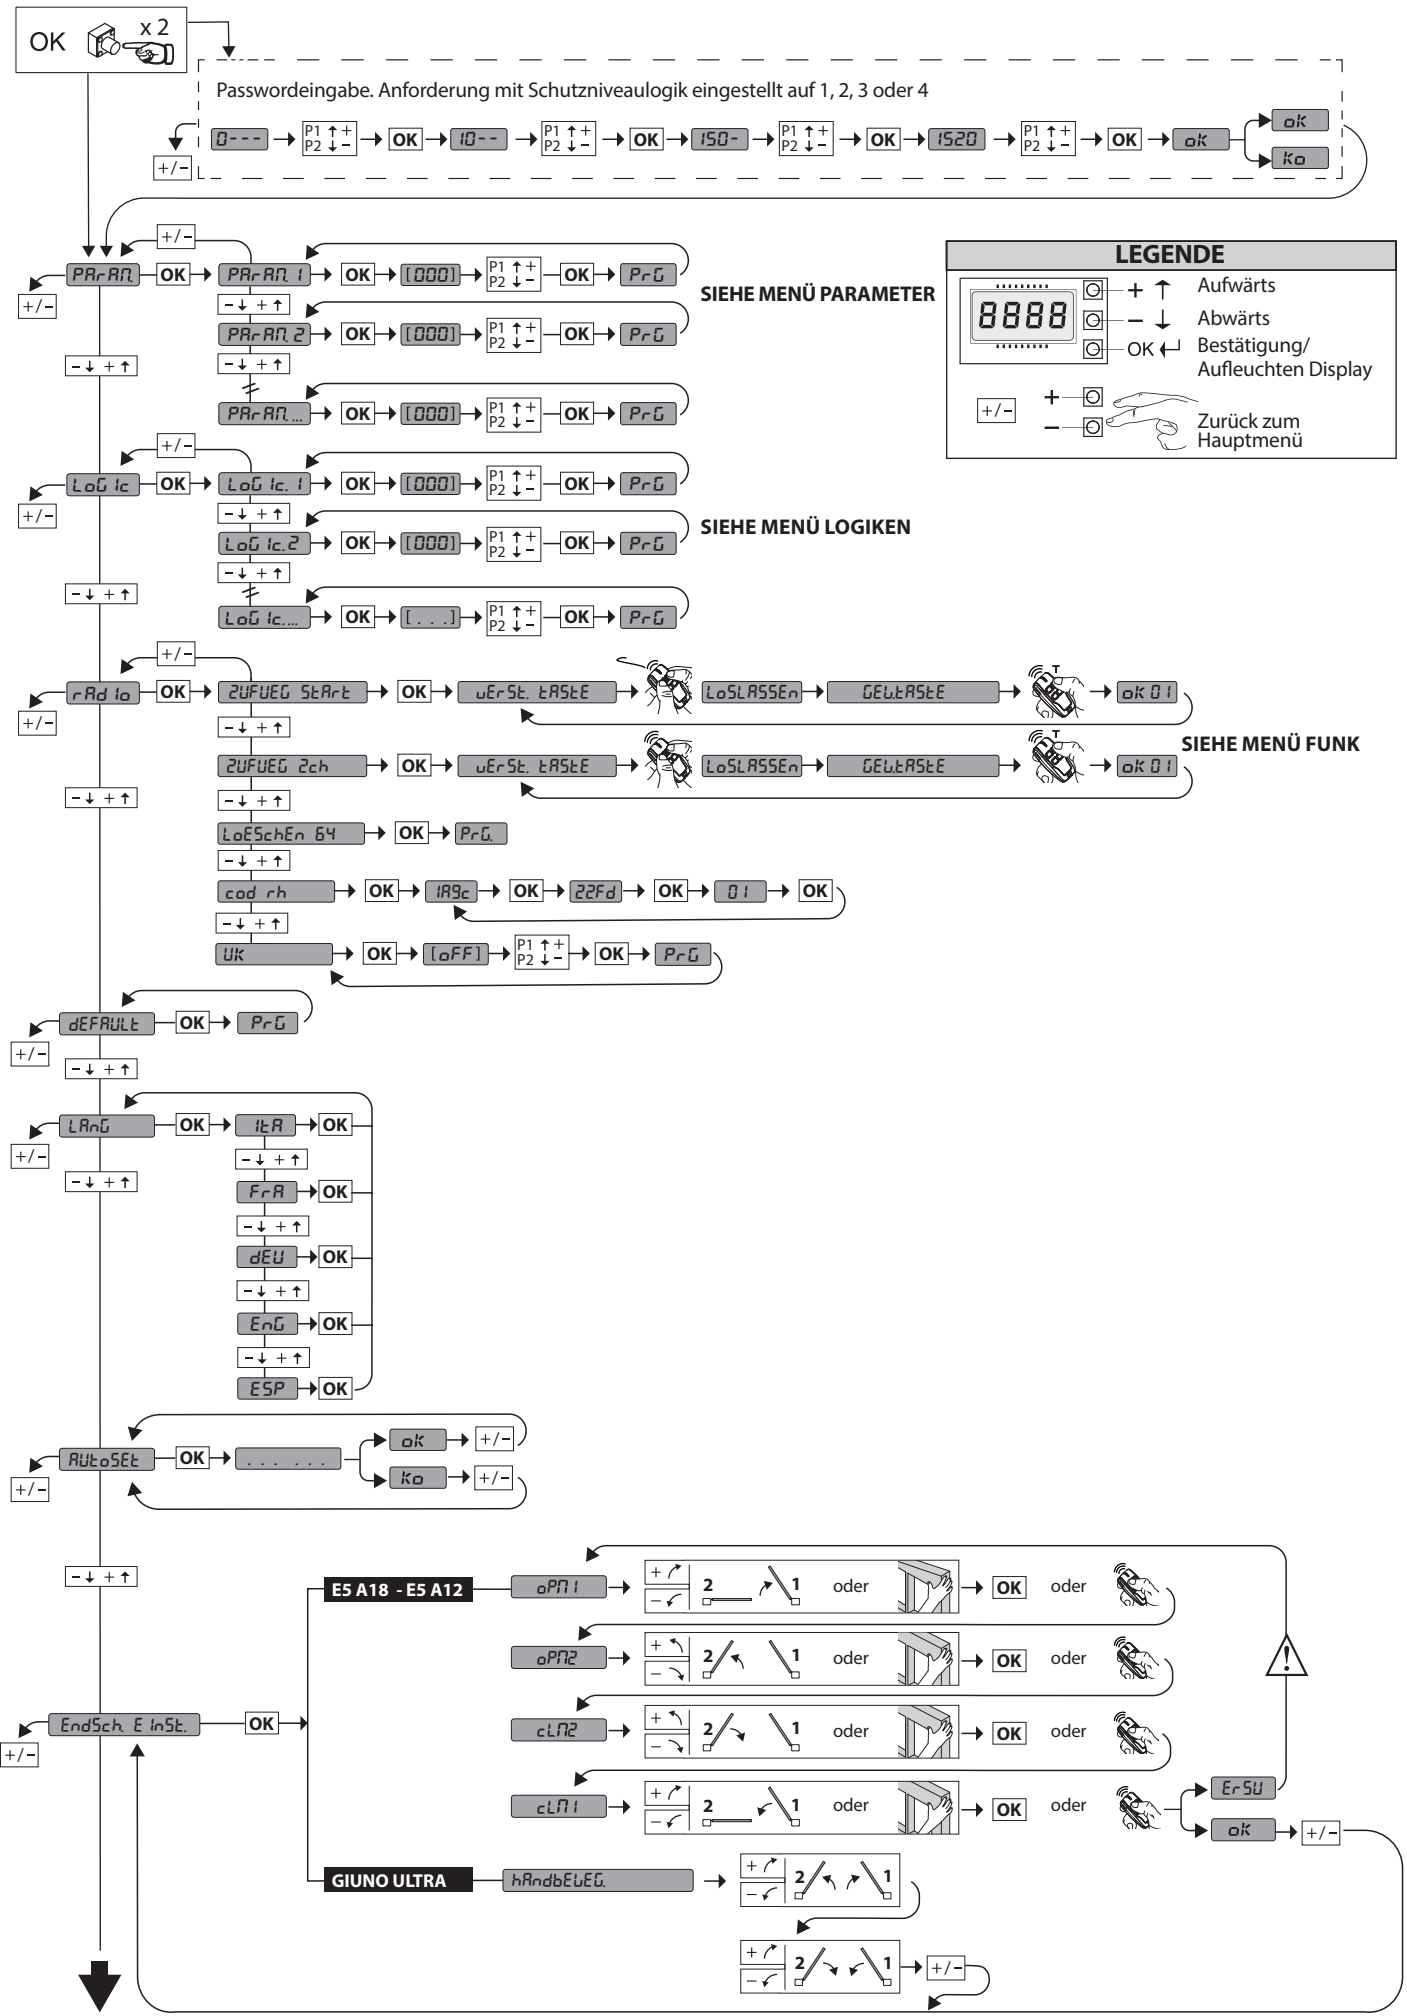 OK x 2
Passwordeingabe. Anforderung mit Schutzniveaulogik eingestellt auf 1, 2, 3 oder 4
0--- P1 ↑ + P2 ↓ – OK 10-- P1 ↑ + P2 ↓ – OK 150- P1 ↑ + P2 ↓ – OK 1520 P1 ↑ + P2 ↓ – OK oK oK
Ko
+/–
+/–
PArAM. OK PArAM. 1 OK [000] P1 ↑ + P2 ↓ – OK PrG
+/–
– ↓ + ↑
SIEHE MENÜ PARAMETER
PArAM. 2 OK [000] P1 ↑ + P2 ↓ – OK PrG
– ↓ + ↑
– ↓ + ↑
PArAM. ... OK [000] P1 ↑ + P2 ↓ – OK PrG
LEGENDE
8888
+ ↑ Aufwärts
– ↓ Abwärts
OK Bestätigung/
Aufleuchten Display
+/– +
– Zurück zum
Hauptmenü
+/–
LoGIc OK LoGIc. 1 OK [000] P1 ↑ + P2 ↓ – OK PrG
+/–
– ↓ + ↑
SIEHE MENÜ LOGIKEN
LoGIc.2 OK [000] P1 ↑ + P2 ↓ – OK PrG
– ↓ + ↑
– ↓ + ↑
LoGIc.... OK [. . .] P1 ↑ + P2 ↓ – OK PrG
+/–
rAdIo OK ZUFUEG StArt OK vErSt. tAStE LoSLASSEn GEW.tAStE T oK 01
+/–
– ↓ + ↑
SIEHE MENÜ FUNK
ZUFUEG 2ch OK vErSt. tAStE LoSLASSEn GEW.tAStE T oK 01
– ↓ + ↑
– ↓ + ↑
LoESchEn 64 OK PrG.
– ↓ + ↑
cod rh OK 1A9c OK 22Fd OK 01 OK
– ↓ + ↑
UK OK [oFF] P1 ↑ + P2 ↓ – OK PrG
dEFAULt OK PrG
+/–
– ↓ + ↑
LAnG OK ItA OK
+/–
– ↓ + ↑
– ↓ + ↑
FrA OK
– ↓ + ↑
dEU OK
– ↓ + ↑
EnG OK
– ↓ + ↑
ESP OK
AUtoSEt OK . . . . . . oK +/–
Ko +/–
+/–
– ↓ + ↑
E5 A18 - E5 A12 oPM1 + – 2 1 oder OK oder
oPM2 + – 2 1 oder OK oder
EndSch. EInSt. OK
+/–
cLM2 + – 2 1 oder OK oder
cLM1 + – 2 1 oder OK oder ErSW
oK +/–
!
GIUNO ULTRA hAndbEWEG. + – 2 1
+ – 2 1 +/–